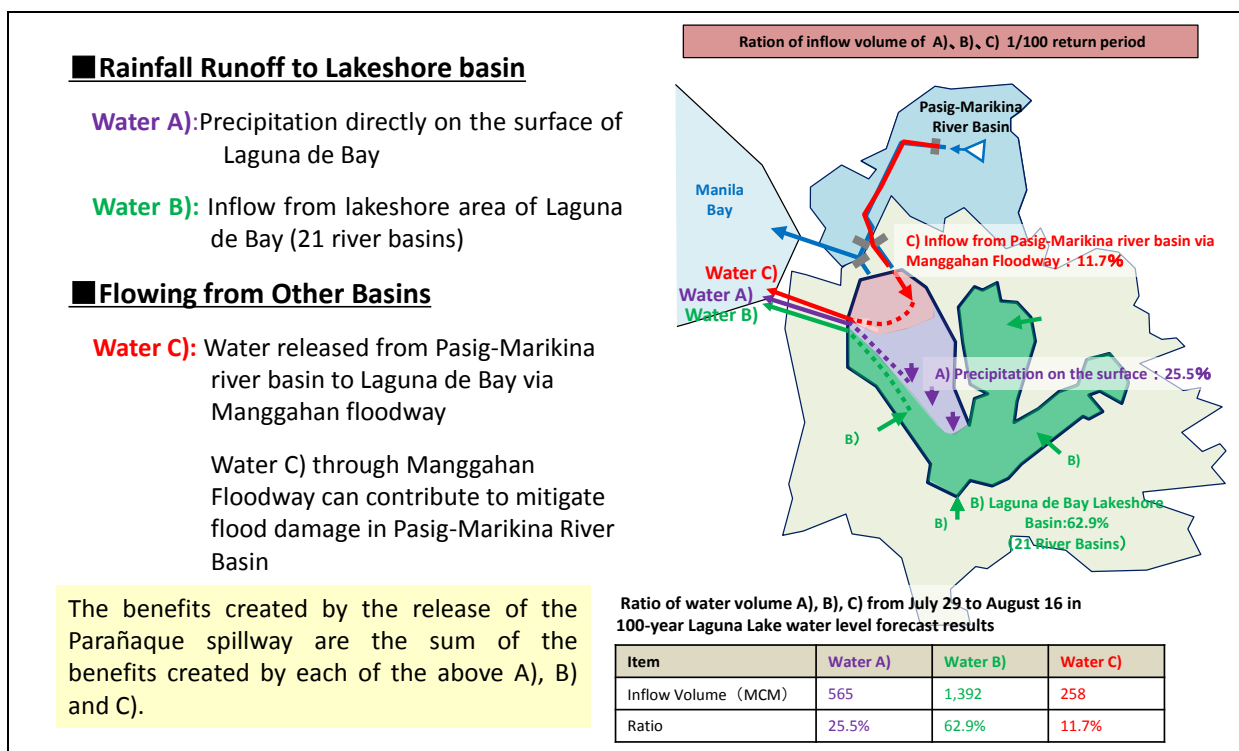 ■Rainfall Runoff to Lakeshore basin
Water A):Precipitation directly on the surface of
Laguna de Bay
Water B): Inflow from lakeshore area of Laguna
de Bay (21 river basins)
■Flowing from Other Basins
Water C): Water released from Pasig-Marikina
river basin to Laguna de Bay via
Manggahan floodway
Water C) through Manggahan
Floodway can contribute to mitigate
flood damage in Pasig-Marikina River
Basin
The benefits created by the release of the
Parañaque spillway are the sum of the
benefits created by each of the above A), B)
and C).
Ration of inflow volume of A)、B)、C) 1/100 return period
Pasig-Marikina
River Basin
Manila
Bay
C) Inflow from Pasig-Marikina river basin via
Manggahan Floodway：11.7%
Water C)
Water A)
Water B)
A) Precipitation on the surface：25.5%
B)
B)
B)
B) Laguna de Bay Lakeshore
Basin:62.9%
（21 River Basins）
Ratio of water volume A), B), C) from July 29 to August 16 in
100-year Laguna Lake water level forecast results
Item Water A) Water B) Water C)
Inflow Volume（MCM） 565 1,392 258
Ratio 25.5% 62.9% 11.7%